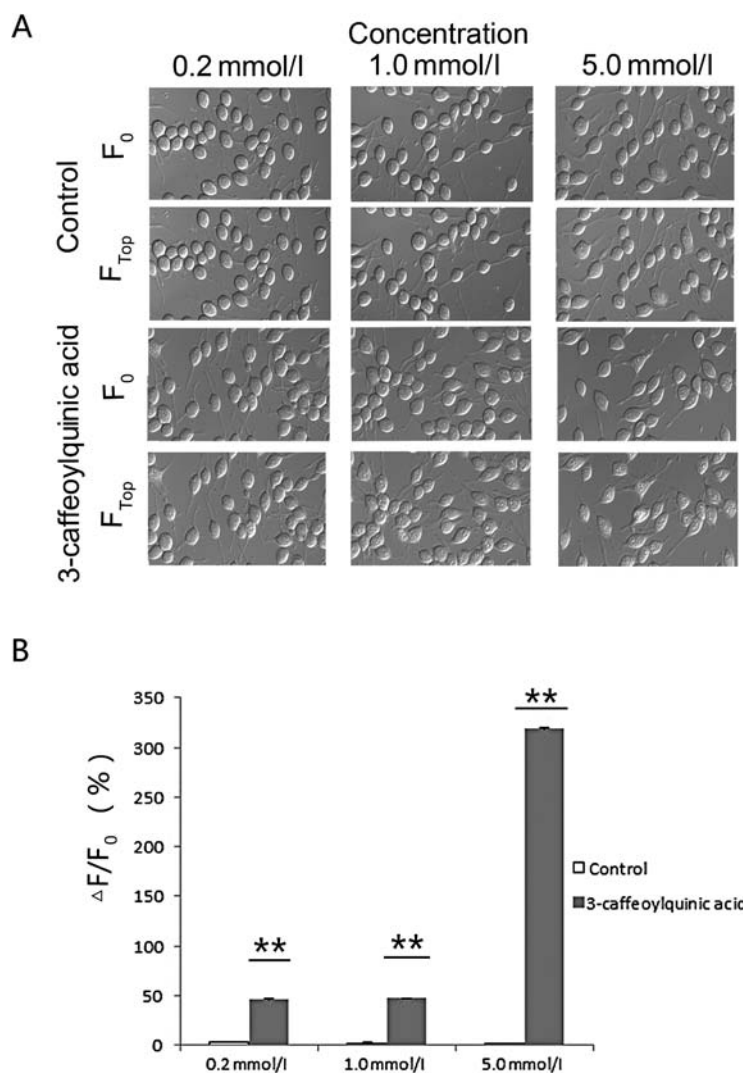 A
Concentration
0.2 mmol/l 1.0 mmol/l 5.0 mmol/l
Control
F0
FTop
3-caffeoylquinic acid
F0
FTop
B
350
300
250
200
150
100
50
0
△F/F0 ( % )
**
**
**
Control
3-caffeoylquinic acid
0.2 mmol/l 1.0 mmol/l 5.0 mmol/l